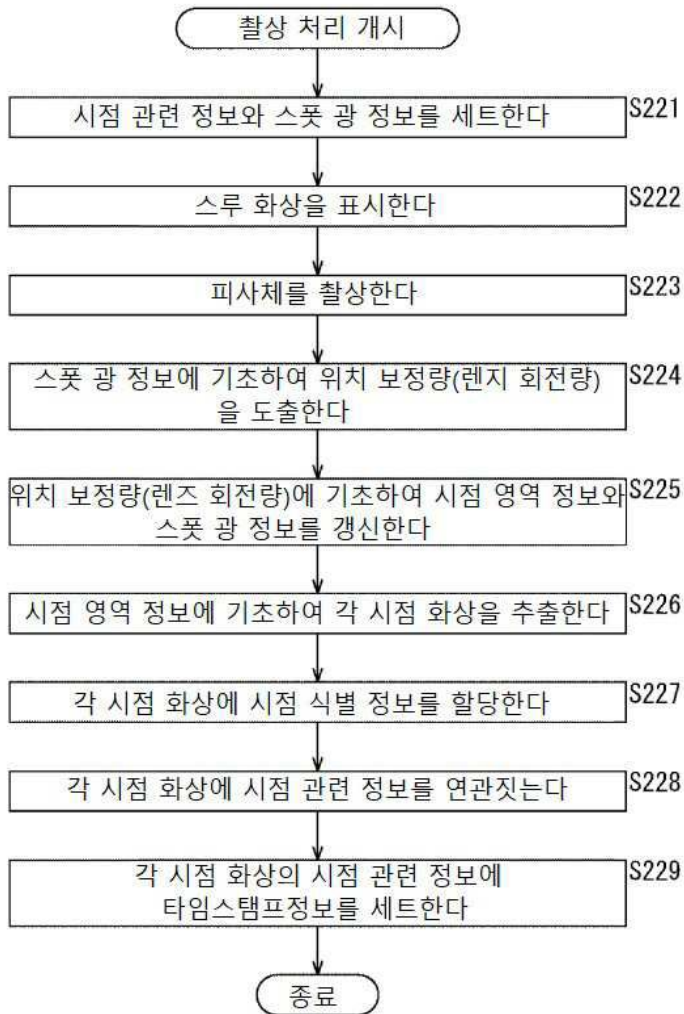 촬상 처리 개시
시점 관련 정보와 스폿 광 정보를 세트한다
S221
스루 화상을 표시한다
S222
피사체를 촬상한다
S223
스폿 광 정보에 기초하여 위치 보정량(렌지 회전량)
을 도출한다
S224
위치 보정량(렌즈 회전량)에 기초하여 시점 영역 정보와
스폿 광 정보를 갱신한다
S225
시점 영역 정보에 기초하여 각 시점 화상을 추출한다
S226
각 시점 화상에 시점 식별 정보를 할당한다
S227
각 시점 화상에 시점 관련 정보를 연관짓는다
S228
각 시점 화상의 시점 관련 정보에
타임스탬프정보를 세트한다
S229
종료